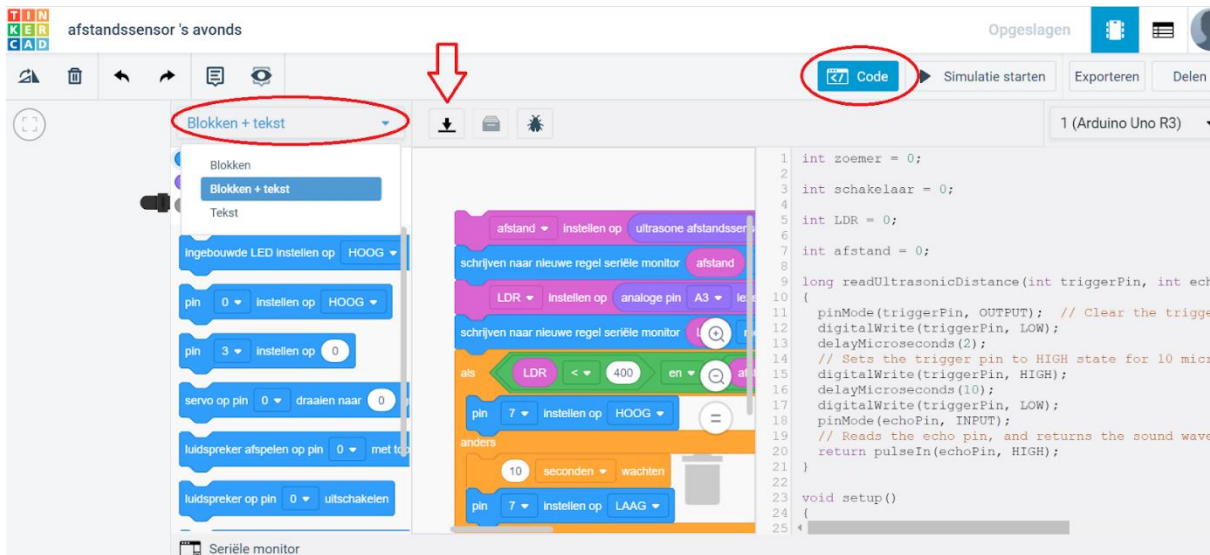 TIN
KER
CAD
afstandssensor 's avonds
Opgeslagen
Code
Simulatie starten
Exporteren
Delen
Blokken + tekst
1 (Arduino Uno R3)
Blokken
Blokken + tekst
Tekst
ingebouwde LED instellen op HOOG
pin 0 instellen op HOOG
pin 3 instellen op 0
servo op pin 0 draaien naar 0
luidspreker afspelen op pin 0 met
luidspreker op pin 0 uitschakelen
afstand instellen op ultrasone
schrijven naar nieuwe regel seriële monitor afstand
LDR instellen op analoge pin A3
schrijven naar nieuwe regel seriële monitor
als LDR < 400 en
pin 7 instellen op HOOG
anders
10 seconden wachten
pin 7 instellen op LAAG
1 int zoemer = 0;
2
3 int schakelaar = 0;
4
5 int LDR = 0;
6
7 int afstand = 0;
8
9 long readUltrasonicDistance(int triggerPin, int ech
10 {
11 pinMode(triggerPin, OUTPUT); // Clear the trigge
12 digitalWrite(triggerPin, LOW);
13 delayMicroseconds(2);
14 // Sets the trigger pin to HIGH state for 10 micr
15 digitalWrite(triggerPin, HIGH);
16 delayMicroseconds(10);
17 digitalWrite(triggerPin, LOW);
18 pinMode(echoPin, INPUT);
19 // Reads the echo pin, and returns the sound wave
20 return pulseIn(echoPin, HIGH);
21 }
22
23 void setup()
24 {
25
Seriële monitor